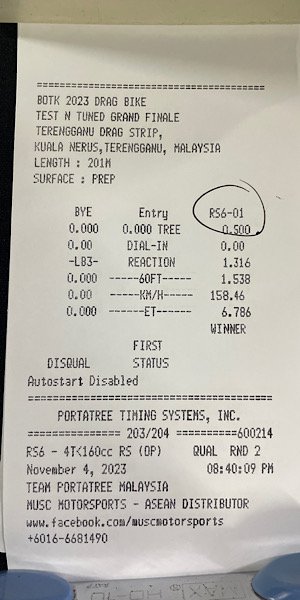 ================================
BOTK 2023 DRAG BIKE
TEST N TUNED GRAND FINALE
TERENGGANU DRAG STRIP,
KUALA NERUS,TERENGGANU, MALAYSIA
LENGTH : 201M
SURFACE : PREP
BYE Entry RS6-01
0.000 0.000 TREE 0.500
0.00 DIAL-IN 0.00
-LB3- REACTION 1.316
0.000 ------60FT----- 1.538
0.00 -----KM/H----- 158.46
0.000 ------ET------ 6.786
WINNER
FIRST
DISQUAL STATUS
Autostart Disabled
================================
PORTATREE TIMING SYSTEMS, INC.
============= 203/204 ==========600214
RS6 - 4T<160cc RS (OP) QUAL RND 2
November 4, 2023 08:40:09 PM
TEAM PORTATREE MALAYSIA
MUSC MOTORSPORTS - ASEAN DISTRIBUTOR
www.facebook.com/muscmotorsports
+6016-6681490